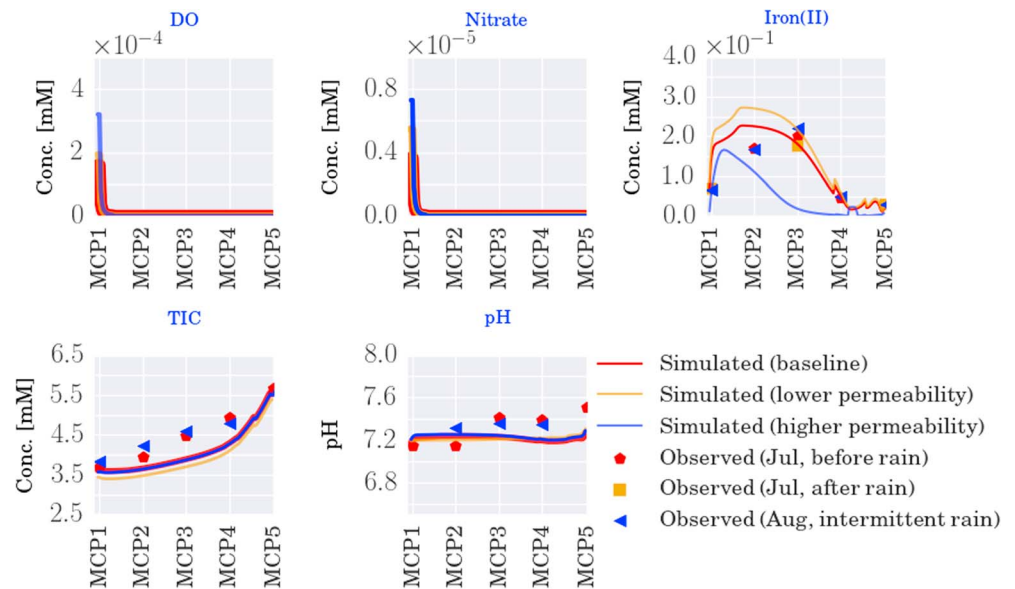 DO
Nitrate
Iron(II)
×10⁻⁴
×10⁻⁵
×10⁻¹
Conc. [mM]
4
2
0
MCP1
MCP2
MCP3
MCP4
MCP5
Conc. [mM]
0.8
0.4
0.0
MCP1
MCP2
MCP3
MCP4
MCP5
Conc. [mM]
4.0
3.0
2.0
1.0
0.0
MCP1
MCP2
MCP3
MCP4
MCP5
TIC
pH
Conc. [mM]
6.5
5.5
4.5
3.5
2.5
MCP1
MCP2
MCP3
MCP4
MCP5
pH
8.0
7.6
7.2
6.8
MCP1
MCP2
MCP3
MCP4
MCP5
Simulated (baseline)
Simulated (lower permeability)
Simulated (higher permeability)
Observed (Jul, before rain)
Observed (Jul, after rain)
Observed (Aug, intermittent rain)